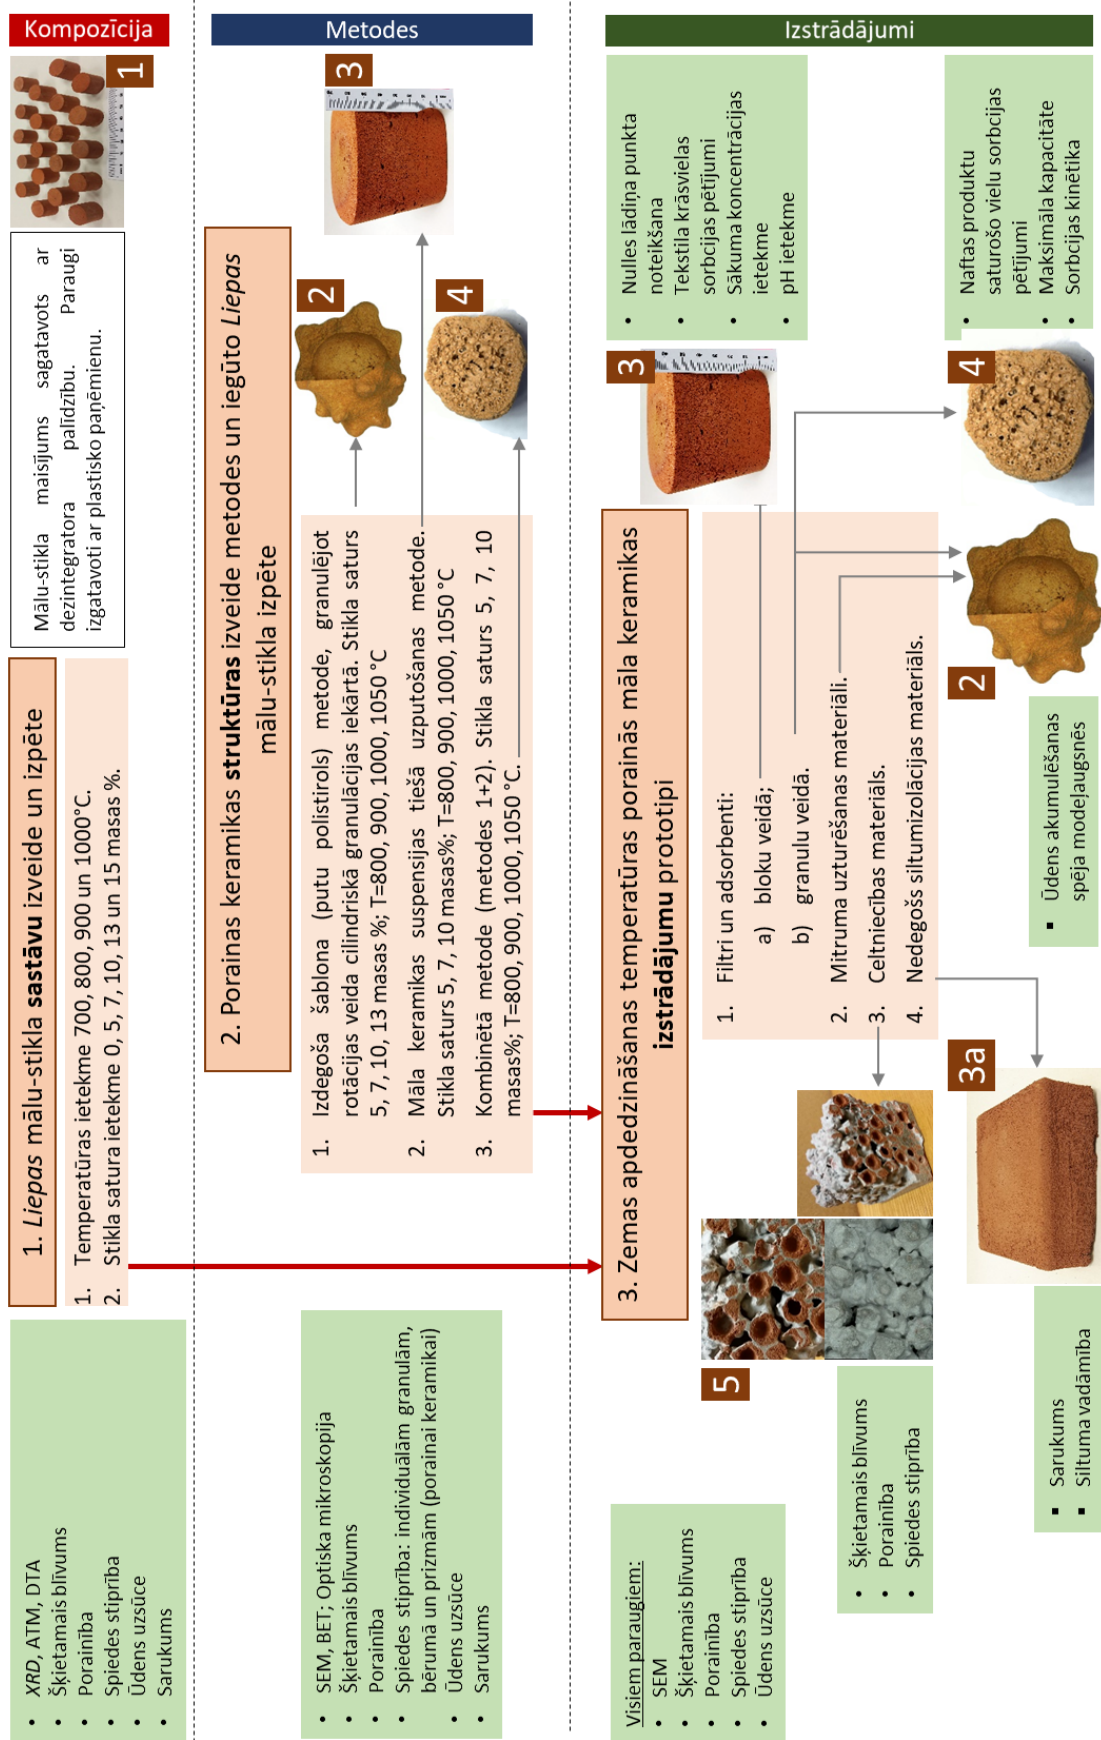 Kompozīcija
1. Liepas mālu-stikla sastāvu izveide un izpēte
1. Temperatūras ietekme 700, 800, 900 un 1000°C.
2. Stikla satura ietekme 0, 5, 7, 10, 13 un 15 masas %.
Mālu-stikla maisījums sagatavots ar
dezintegratora palīdzību. Paraugi
izgatavoti ar plastisko paņēmienu.
1
• XRD, ATM, DTA
• Šķietamais blīvums
• Porainība
• Spiedes stiprība
• Ūdens uzsūce
• Sarukums
Metodes
2. Porainas keramikas struktūras izveide metodes un iegūto Liepas
mālu-stikla izpēte
1. Izdegoša šablona (putu polistirols) metode, granulējot
rotācijas veida cilindriskā granulācijas iekārtā. Stikla saturs
5, 7, 10, 13 masas %; T=800, 900, 1000, 1050 °C
2. Māla keramikas suspensijas tiešā uzputošanas metode.
Stikla saturs 5, 7, 10 masas%; T=800, 900, 1000, 1050 °C
3. Kombinētā metode (metodes 1+2). Stikla saturs 5, 7, 10
masas%; T=800, 900, 1000, 1050 °C.
2
3
4
• SEM, BET; Optiska mikroskopija
• Šķietamais blīvums
• Porainība
• Spiedes stiprība: individuālām granulām,
bērumā un prizmām (porainai keramikai)
• Ūdens uzsūce
• Sarukums
Izstrādājumi
3. Zemas apdedzināšanas temperatūras porainās māla keramikas
izstrādājumu prototipi
1. Filtri un adsorbenti:
a) bloku veidā;
b) granulu veidā.
2. Mitruma uzturēšanas materiāli.
3. Celtniecības materiāls.
4. Nedegošs siltumizolācijas materiāls.
3
• Nulles lādiņa punkta
noteikšana
• Tekstila krāsvielas
sorbcijas pētījumi
• Sākuma koncentrācijas
ietekme
• pH ietekme
4
• Naftas produktu
saturošo vielu sorbcijas
pētījumi
• Maksimāla kapacitāte
• Sorbcijas kinētika
2
▪ Ūdens akumulēšanas
spēja modeļaugsnēs
5
3a
Visiem paraugiem:
• SEM
• Šķietamais blīvums
• Porainība
• Spiedes stiprība
• Ūdens uzsūce
• Šķietamais blīvums
• Porainība
• Spiedes stiprība
▪ Sarukums
▪ Siltuma vadāmība